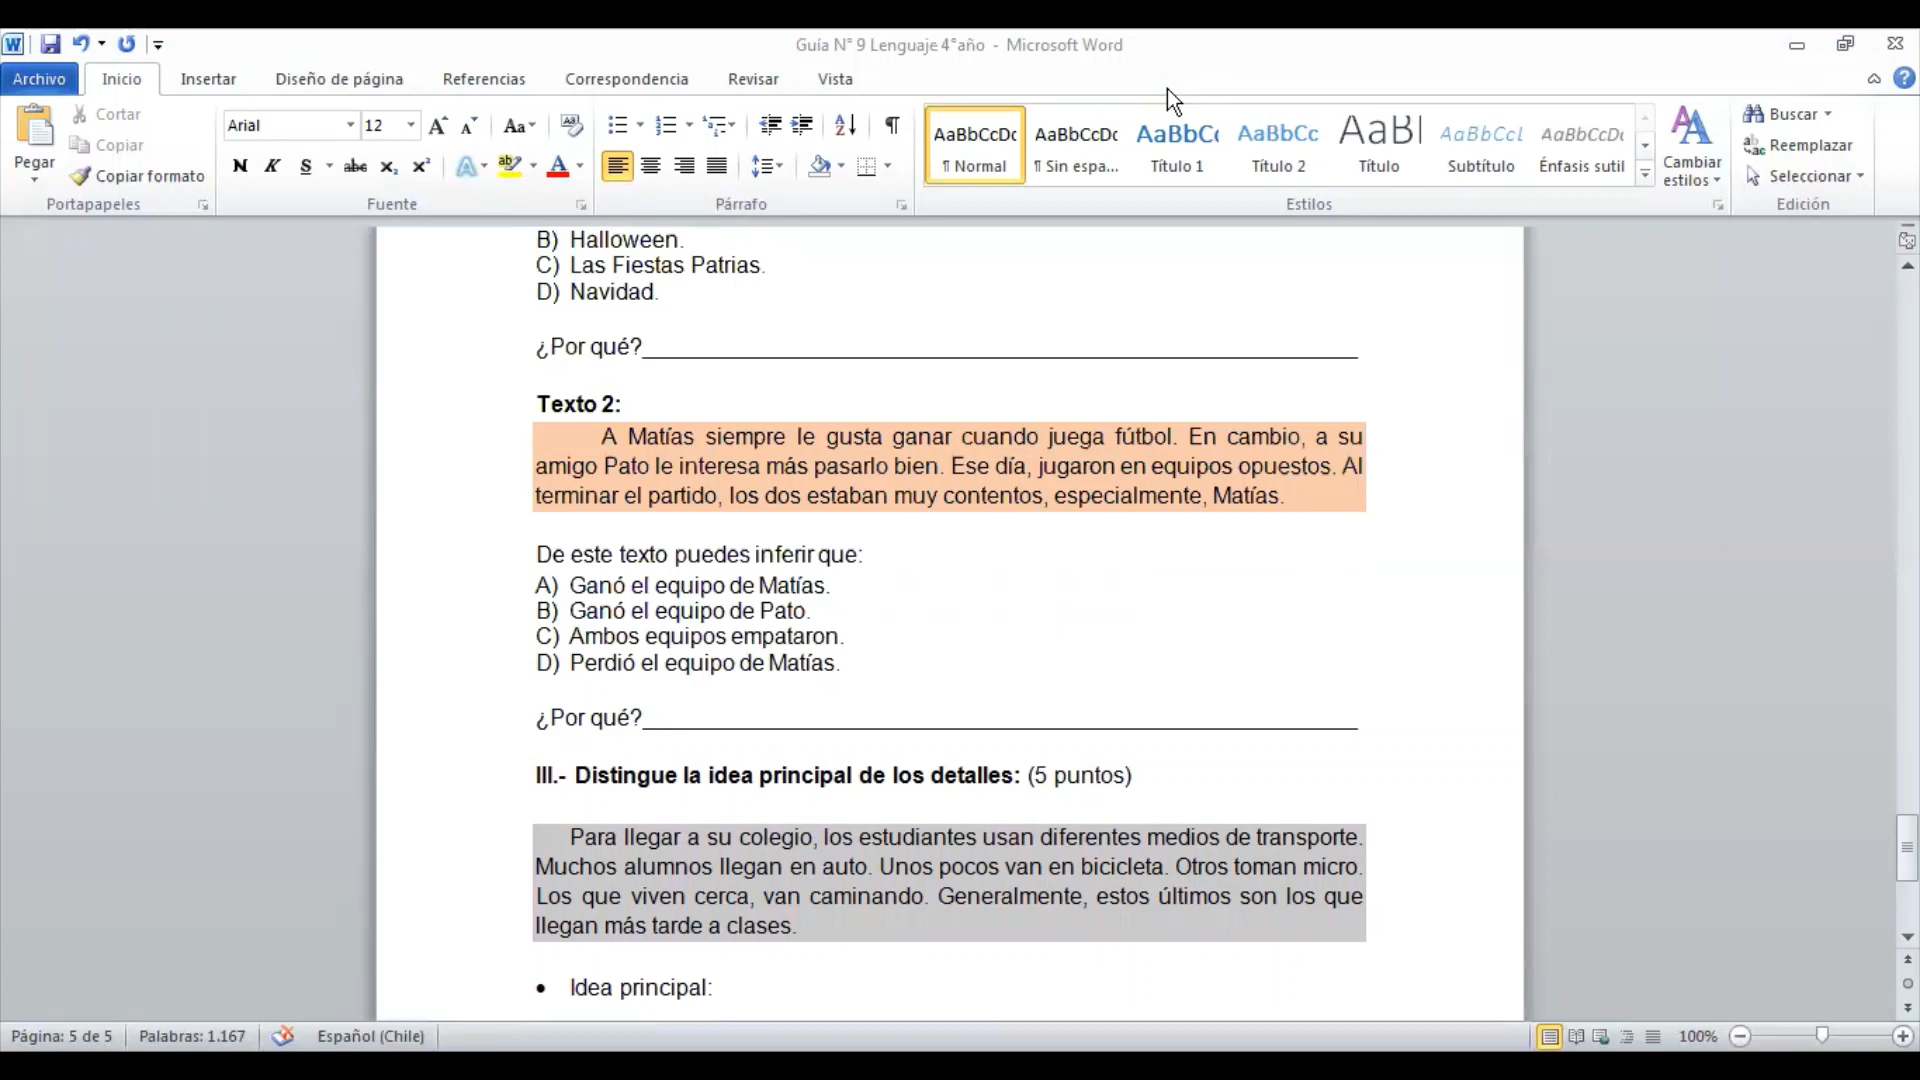 Guía N° 9 Lenguaje 4°año - Microsoft Word
Archivo Inicio Insertar Diseño de página Referencias Correspondencia Revisar Vista
Pegar
Cortar
Copiar
Copiar formato
Portapapeles
Arial 12
Fuente
Párrafo
AaBbCcDc ¶ Normal
AaBbCcDc ¶ Sin espa...
AaBbCc Título 1
AaBbCc Título 2
AaBl Título
AaBbCcL Subtítulo
AaBbCcDc Énfasis sutil
Estilos
Cambiar estilos
Buscar
Reemplazar
Seleccionar
Edición
B) Halloween.
C) Las Fiestas Patrias.
D) Navidad.
¿Por qué?
Texto 2:
A Matías siempre le gusta ganar cuando juega fútbol. En cambio, a su
amigo Pato le interesa más pasarlo bien. Ese día, jugaron en equipos opuestos. Al
terminar el partido, los dos estaban muy contentos, especialmente, Matías.
De este texto puedes inferir que:
A) Ganó el equipo de Matías.
B) Ganó el equipo de Pato.
C) Ambos equipos empataron.
D) Perdió el equipo de Matías.
¿Por qué?
III.- Distingue la idea principal de los detalles: (5 puntos)
Para llegar a su colegio, los estudiantes usan diferentes medios de transporte.
Muchos alumnos llegan en auto. Unos pocos van en bicicleta. Otros toman micro.
Los que viven cerca, van caminando. Generalmente, estos últimos son los que
llegan más tarde a clases.
• Idea principal:
Página: 5 de 5 Palabras: 1.167 Español (Chile) 100%